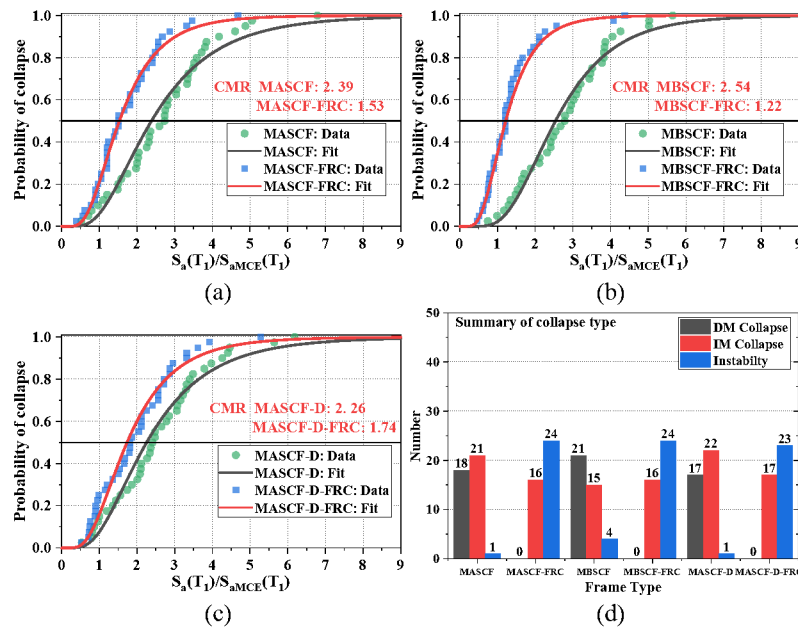 1.0
0.8
0.6
0.4
0.2
0.0
Probability of collapse
CMR MASCF: 2.39
MASCF-FRC: 1.53
MASCF: Data
MASCF: Fit
MASCF-FRC: Data
MASCF-FRC: Fit
0 1 2 3 4 5 6 7 8 9
Sa(T1)/SaMCE(T1)
(a)
1.0
0.8
0.6
0.4
0.2
0.0
Probability of collapse
CMR MBSCF: 2.54
MBSCF-FRC: 1.22
MBSCF: Data
MBSCF: Fit
MBSCF-FRC: Data
MBSCF-FRC: Fit
0 1 2 3 4 5 6 7 8 9
Sa(T1)/SaMCE(T1)
(b)
1.0
0.8
0.6
0.4
0.2
0.0
Probability of collapse
CMR MASCF-D: 2.26
MASCF-D-FRC: 1.74
MASCF-D: Data
MASCF-D: Fit
MASCF-D-FRC: Data
MASCF-D-FRC: Fit
0 1 2 3 4 5 6 7 8 9
Sa(T1)/SaMCE(T1)
(c)
50
40
30
20
10
0
Number
Summary of collapse type
DM Collapse
IM Collapse
Instabilty
18 21 1 0 16 24 21 15 4 0 16 24 17 22 1 0 17 23
MASCF MASCF-FRC MBSCF MBSCF-FRC MASCF-D MASCF-D-FRC
Frame Type
(d)